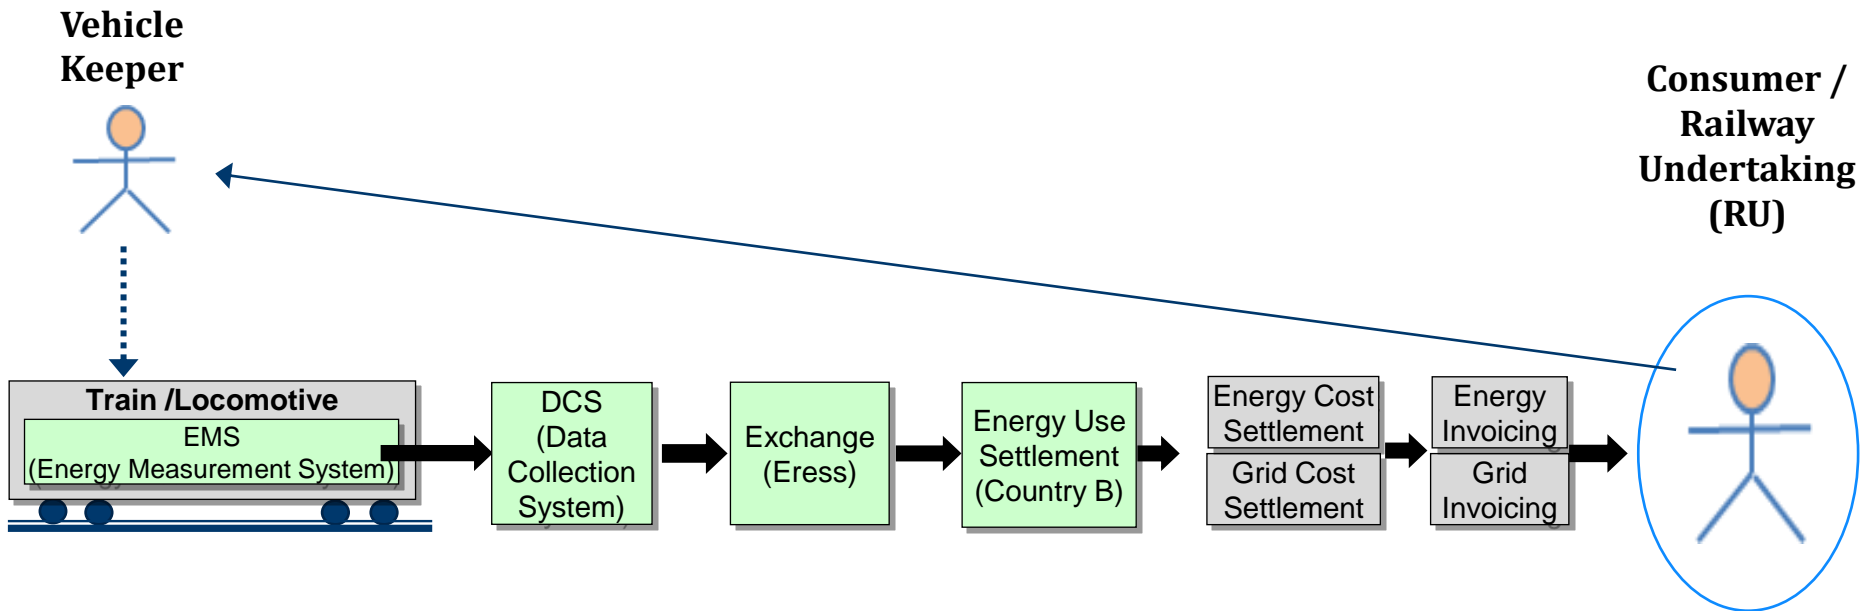 Vehicle
Keeper
Consumer /
Railway
Undertaking
(RU)
Train /Locomotive
EMS
(Energy Measurement System)
DCS
(Data
Collection
System)
Exchange
(Eress)
Energy Use
Settlement
(Country B)
Energy Cost
Settlement
Grid Cost
Settlement
Energy
Invoicing
Grid
Invoicing